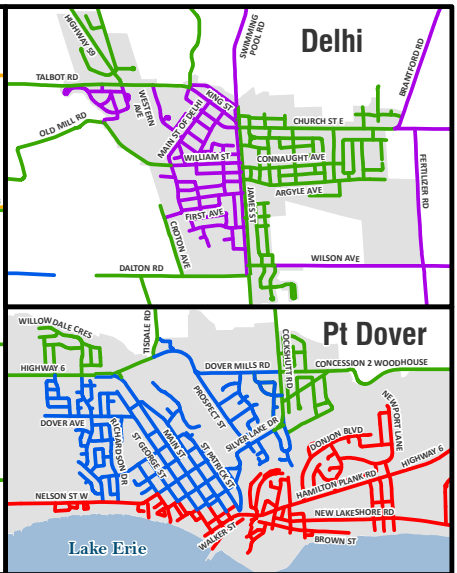 Delhi
HIGHWAY 59
SWIMMING POOL RD
BRANTFORD RD
TALBOT RD
WESTERN AVE
KING ST
MAIN ST OF DELHI
OLD MILL RD
CHURCH ST E
WILLIAM ST
CONNAUGHT AVE
ARGYLE AVE
FERTILIZER RD
JAMES ST
FIRST AVE
CROTON AVE
WILSON AVE
DALTON RD
Pt Dover
WILLOWDALE CRES
TISDALE RD
COCKSHUTT RD
HIGHWAY 6
DOVER MILLS RD
CONCESSION 2 WOODHOUSE
NEWPORT LANE
PROSPECT ST
DOVER AVE
RICHARDSON DR
ST GEORGE ST
MAIN ST
ST PATRICK ST
SILVER LAKE DR
DONJON BLVD
HIGHWAY 6
HAMILTON PLANK RD
NELSON ST W
NEW LAKESHORE RD
WALKER ST
BROWN ST
Lake Erie